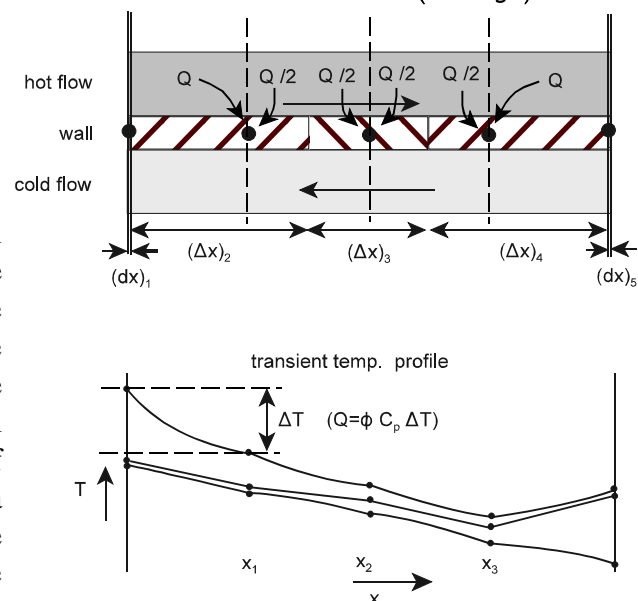 hot flow
Q Q /2 Q /2 Q /2 Q /2 Q
wall
cold flow
(Δx)₂ (Δx)₃ (Δx)₄
(dx)₁ (dx)₅
transient temp. profile
ΔT (Q=ϕ Cₚ ΔT)
T
x₁ x₂ x₃
x